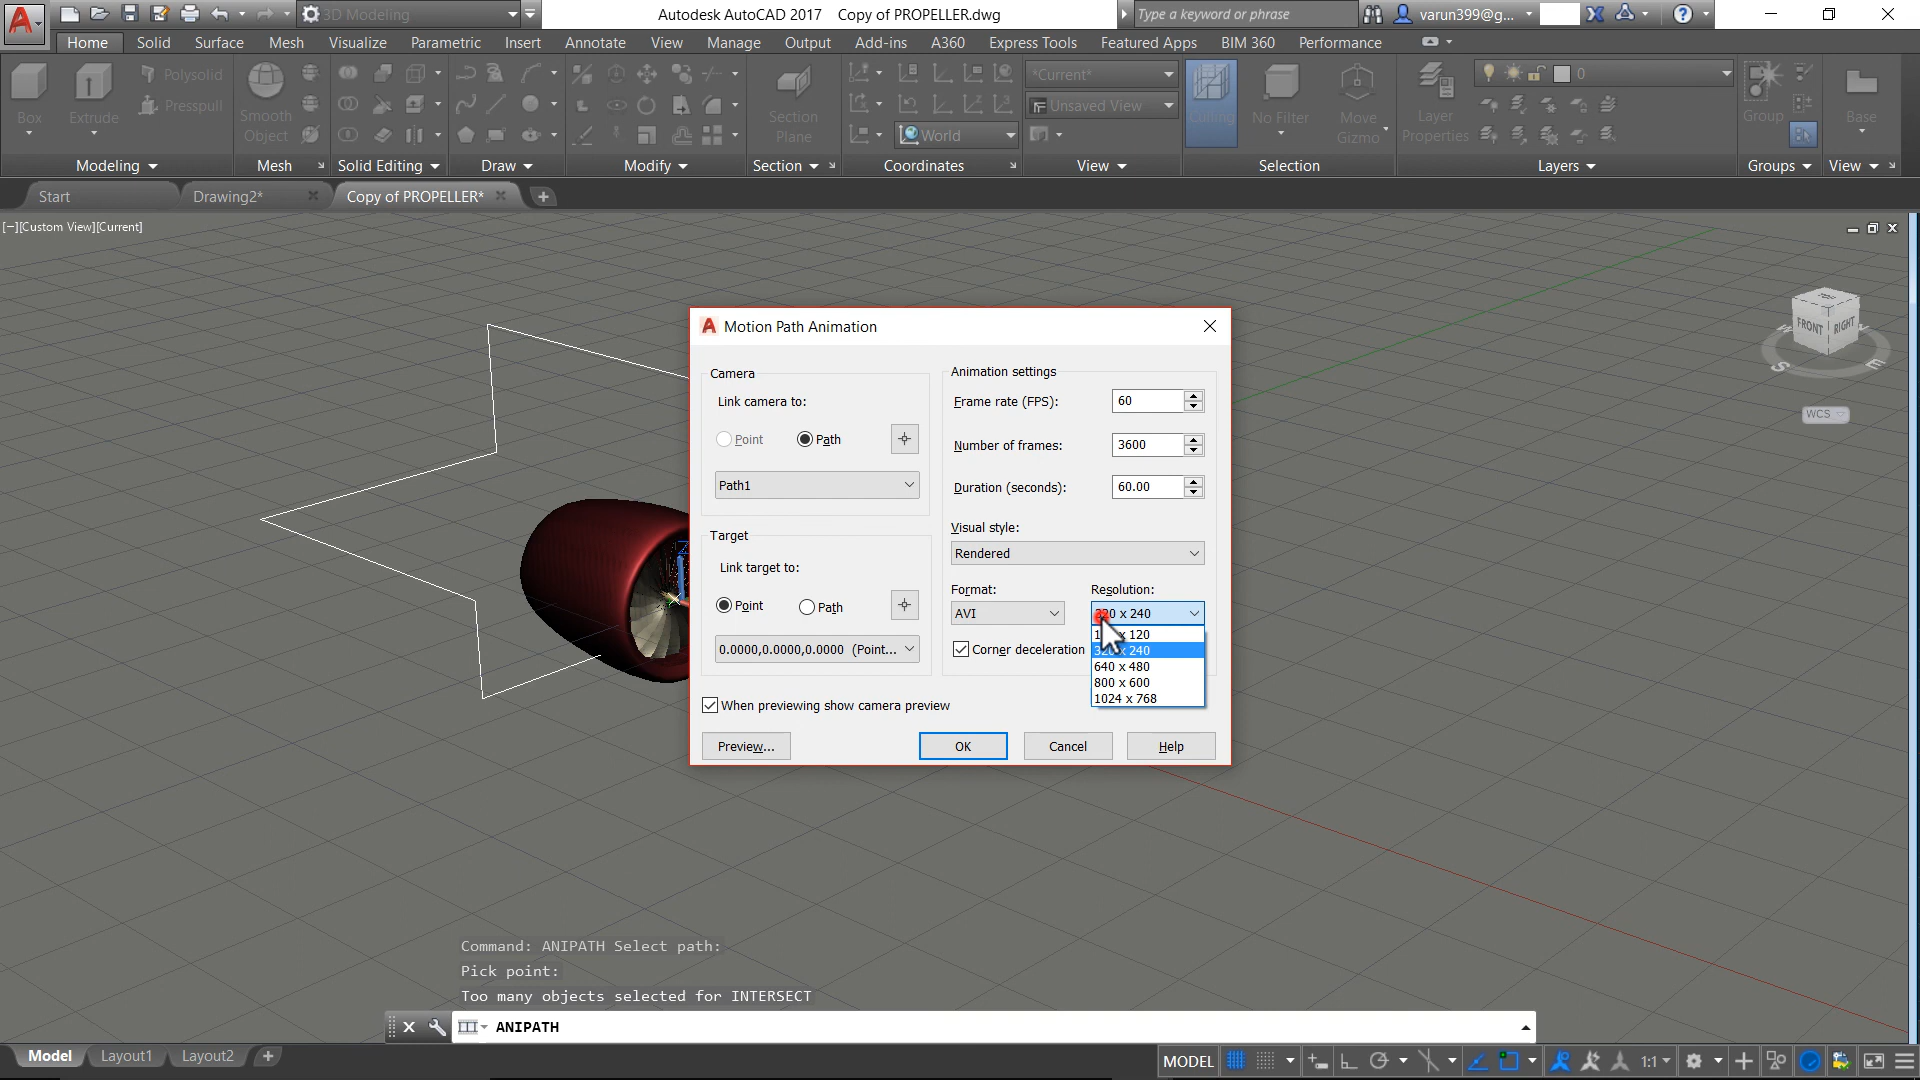 3D Modeling
Autodesk AutoCAD 2017 Copy of PROPELLER.dwg
Type a keyword or phrase
varun399@g...
Home Solid Surface Mesh Visualize Parametric Insert Annotate View Manage Output Add-ins A360 Express Tools Featured Apps BIM 360 Performance
Box
Extrude
Polysolid
Presspull
Smooth Object
Section Plane
World
*Current*
Unsaved View
Culling
No Filter
Move Gizmo
Layer Properties
0
Group
Base
Modeling Mesh Solid Editing Draw Modify Section Coordinates View Selection Layers Groups View
Start Drawing2* Copy of PROPELLER*
[−][Custom View][Current]
TOP
FRONT RIGHT
S E
WCS
Motion Path Animation
Camera
Link camera to:
Point Path
Path1
Target
Link target to:
Point Path
0.0000,0.0000,0.0000 (Point...
When previewing show camera preview
Preview...
Animation settings
Frame rate (FPS): 60
Number of frames: 3600
Duration (seconds): 60.00
Visual style:
Rendered
Format: Resolution:
AVI 320 x 240
Corner deceleration
x 120
320 x 240
640 x 480
800 x 600
1024 x 768
OK Cancel Help
Command: ANIPATH Select path:
Pick point:
Too many objects selected for INTERSECT
ANIPATH
Model Layout1 Layout2
MODEL 1:1